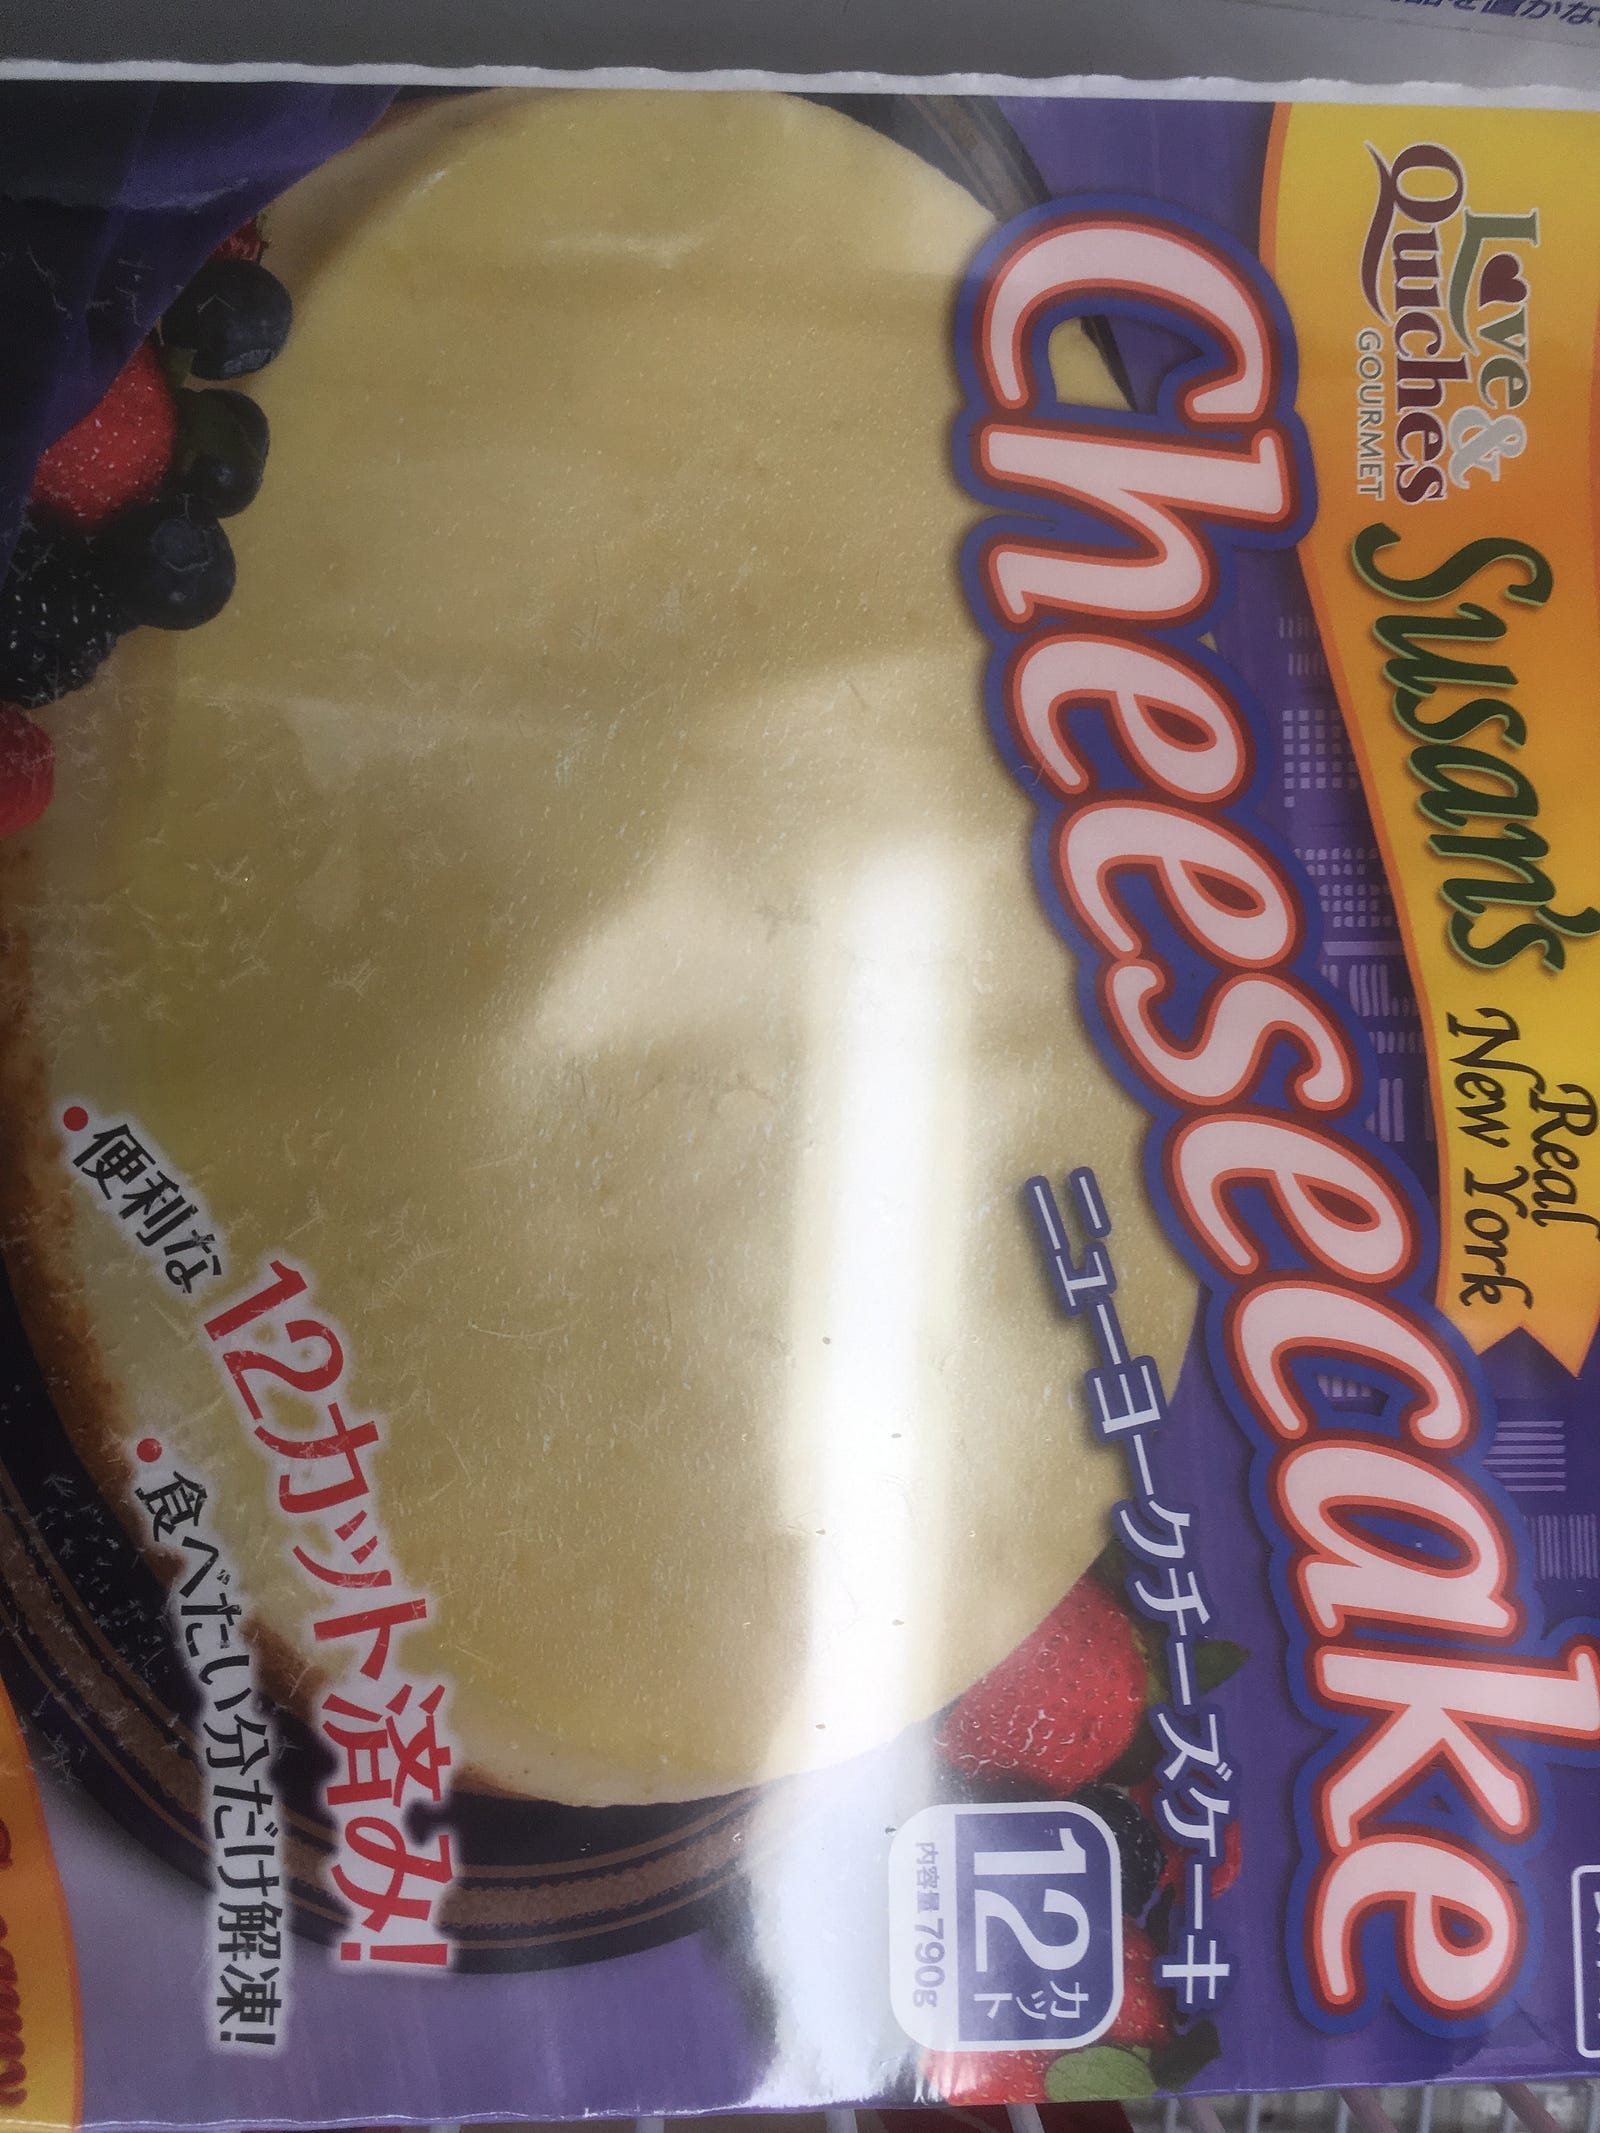 Love &
Quiches
GOURMET
Susan's
Real
New York
Cheesecake
ニューヨークチーズケーキ
12カット
内容量790g
・便利な12カット済み!
・食べたい分だけ解凍!